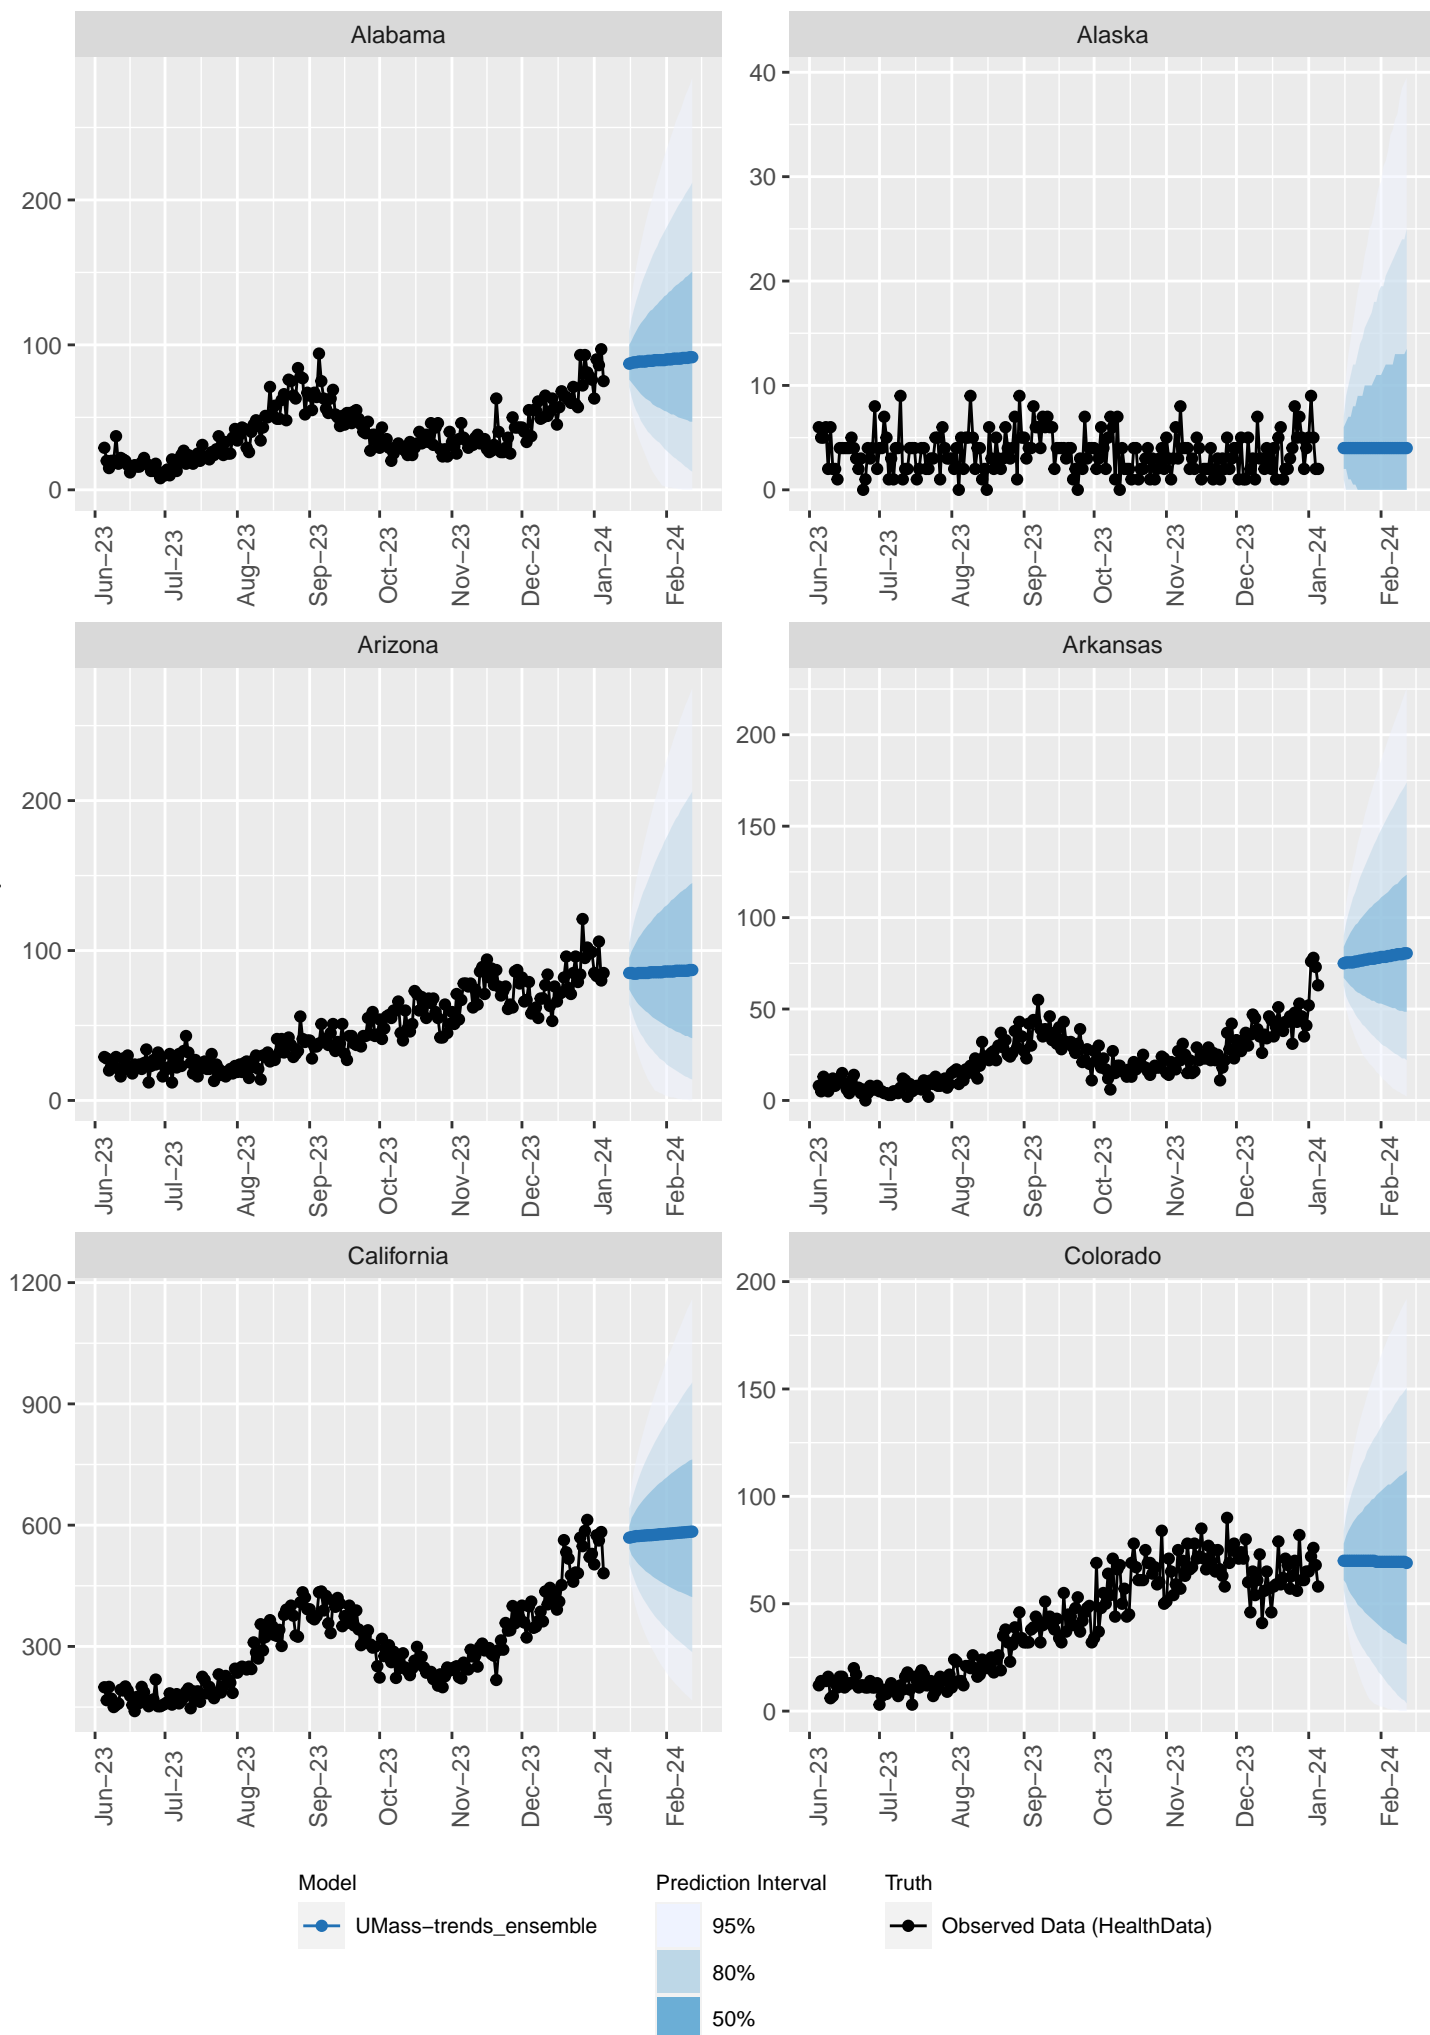 Alabama
Alaska
200
100
0
40
30
20
10
0
Jun−23
Jul−23
Aug−23
Sep−23
Oct−23
Nov−23
Dec−23
Jan−24
Feb−24
Jun−23
Jul−23
Aug−23
Sep−23
Oct−23
Nov−23
Dec−23
Jan−24
Feb−24
Arizona
Arkansas
200
100
0
200
150
100
50
0
Jun−23
Jul−23
Aug−23
Sep−23
Oct−23
Nov−23
Dec−23
Jan−24
Feb−24
Jun−23
Jul−23
Aug−23
Sep−23
Oct−23
Nov−23
Dec−23
Jan−24
Feb−24
California
Colorado
1200
900
600
300
200
150
100
50
0
Jun−23
Jul−23
Aug−23
Sep−23
Oct−23
Nov−23
Dec−23
Jan−24
Feb−24
Jun−23
Jul−23
Aug−23
Sep−23
Oct−23
Nov−23
Dec−23
Jan−24
Feb−24
Model
UMass−trends_ensemble
Prediction Interval
95%
80%
50%
Truth
Observed Data (HealthData)